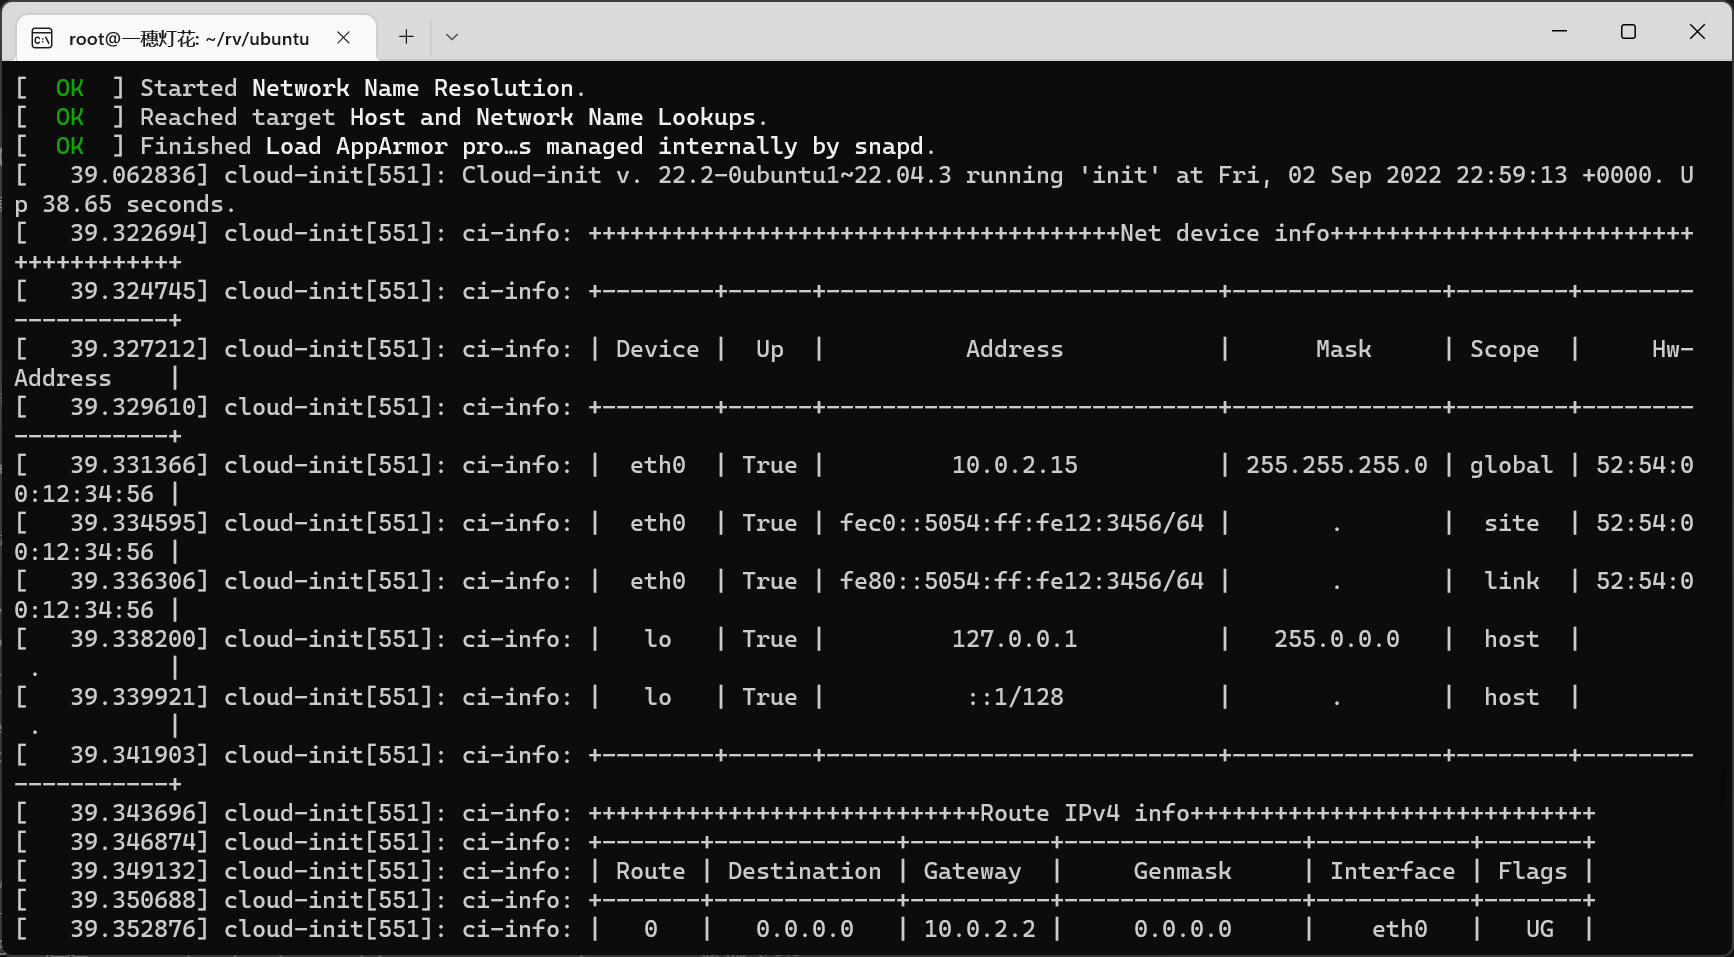 root@一穗灯花: ~/rv/ubuntu
[  OK  ] Started Network Name Resolution.
[  OK  ] Reached target Host and Network Name Lookups.
[  OK  ] Finished Load AppArmor pro…s managed internally by snapd.
[   39.062836] cloud-init[551]: Cloud-init v. 22.2-0ubuntu1~22.04.3 running 'init' at Fri, 02 Sep 2022 22:59:13 +0000. U
p 38.65 seconds.
[   39.322694] cloud-init[551]: ci-info: ++++++++++++++++++++++++++++++++++++++Net device info++++++++++++++++++++++++++
++++++++++++
[   39.324745] cloud-init[551]: ci-info: +--------+------+----------------------------+---------------+--------+--------
-----------+
[   39.327212] cloud-init[551]: ci-info: | Device |  Up  |          Address           |      Mask     | Scope  |     Hw-
Address    |
[   39.329610] cloud-init[551]: ci-info: +--------+------+----------------------------+---------------+--------+--------
-----------+
[   39.331366] cloud-init[551]: ci-info: |  eth0  | True |         10.0.2.15          | 255.255.255.0 | global | 52:54:0
0:12:34:56 |
[   39.334595] cloud-init[551]: ci-info: |  eth0  | True | fec0::5054:ff:fe12:3456/64 |       .       |  site  | 52:54:0
0:12:34:56 |
[   39.336306] cloud-init[551]: ci-info: |  eth0  | True | fe80::5054:ff:fe12:3456/64 |       .       |  link  | 52:54:0
0:12:34:56 |
[   39.338200] cloud-init[551]: ci-info: |   lo   | True |         127.0.0.1          |   255.0.0.0   |  host  |
 .         |
[   39.339921] cloud-init[551]: ci-info: |   lo   | True |          ::1/128           |       .       |  host  |
 .         |
[   39.341903] cloud-init[551]: ci-info: +--------+------+----------------------------+---------------+--------+--------
-----------+
[   39.343696] cloud-init[551]: ci-info: ++++++++++++++++++++++++++++Route IPv4 info+++++++++++++++++++++++++++++
[   39.346874] cloud-init[551]: ci-info: +-------+-------------+----------+-----------------+-----------+-------+
[   39.349132] cloud-init[551]: ci-info: | Route | Destination | Gateway  |     Genmask     | Interface | Flags |
[   39.350688] cloud-init[551]: ci-info: +-------+-------------+----------+-----------------+-----------+-------+
[   39.352876] cloud-init[551]: ci-info: |   0   |   0.0.0.0   | 10.0.2.2 |     0.0.0.0     |    eth0   |   UG  |